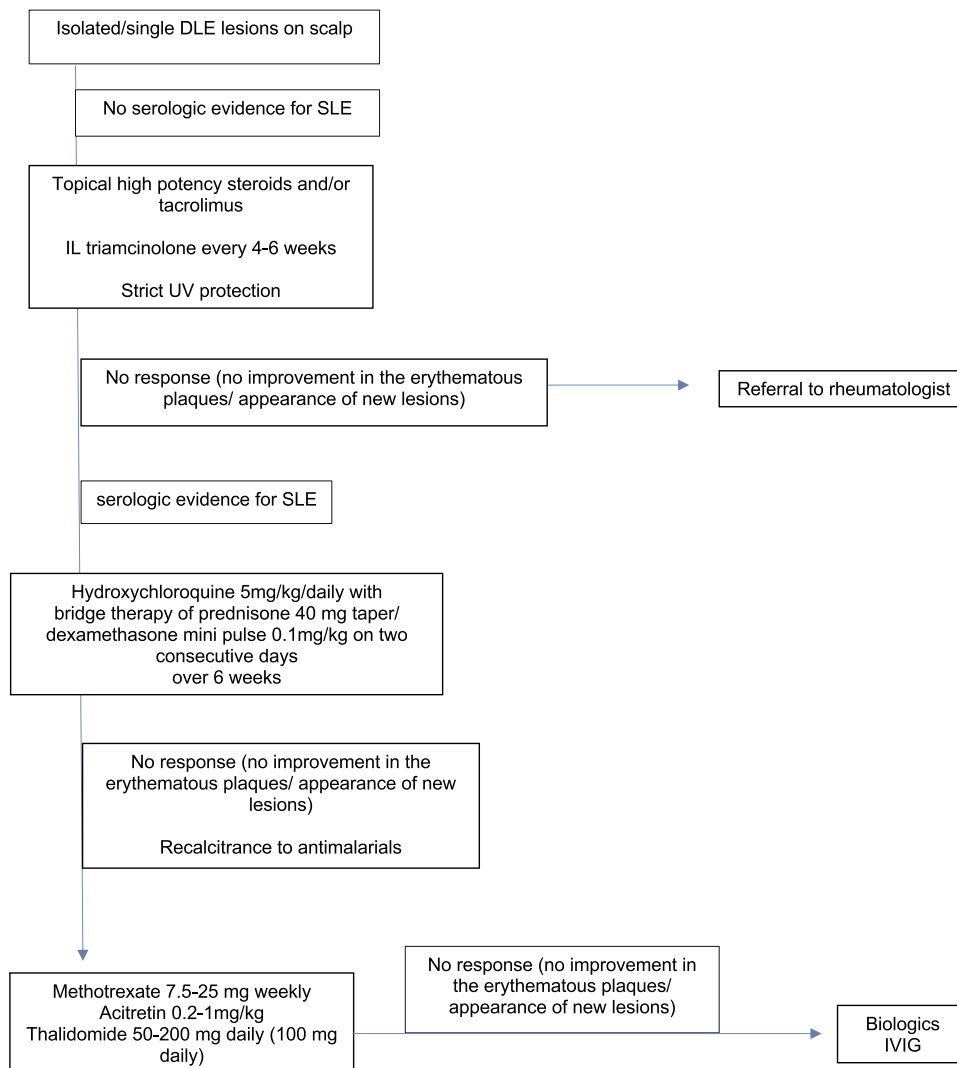 Isolated/single DLE lesions on scalp
No serologic evidence for SLE
Topical high potency steroids and/or
tacrolimus
IL triamcinolone every 4-6 weeks
Strict UV protection
No response (no improvement in the erythematous
plaques/ appearance of new lesions)
Referral to rheumatologist
serologic evidence for SLE
Hydroxychloroquine 5mg/kg/daily with
bridge therapy of prednisone 40 mg taper/
dexamethasone mini pulse 0.1mg/kg on two
consecutive days
over 6 weeks
No response (no improvement in the
erythematous plaques/ appearance of new
lesions)
Recalcitrance to antimalarials
Methotrexate 7.5-25 mg weekly
Acitretin 0.2-1mg/kg
Thalidomide 50-200 mg daily (100 mg
daily)
No response (no improvement in
the erythematous plaques/
appearance of new lesions)
Biologics
IVIG